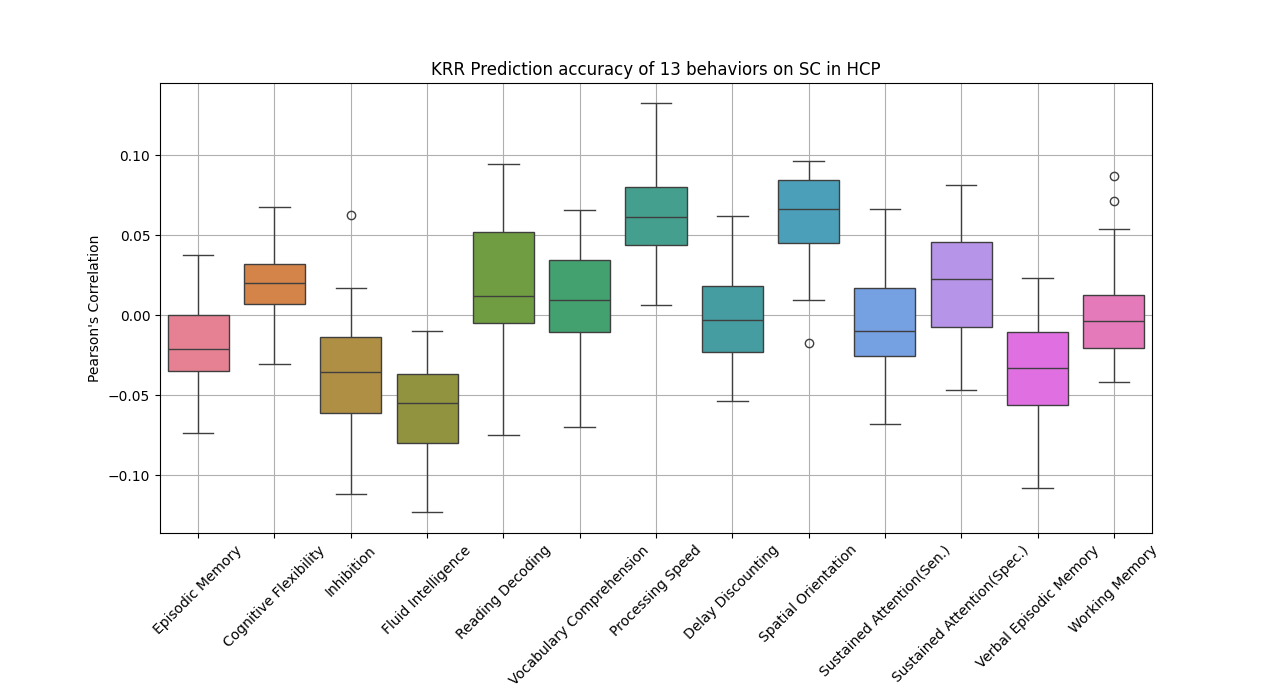 KRR Prediction accuracy of 13 behaviors on SC in HCP
Pearson's Correlation
0.10
0.05
0.00
−0.05
−0.10
Episodic Memory
Cognitive Flexibility
Inhibition
Fluid Intelligence
Reading Decoding
Vocabulary Comprehension
Processing Speed
Delay Discounting
Spatial Orientation
Sustained Attention(Sen.)
Sustained Attention(Spec.)
Verbal Episodic Memory
Working Memory